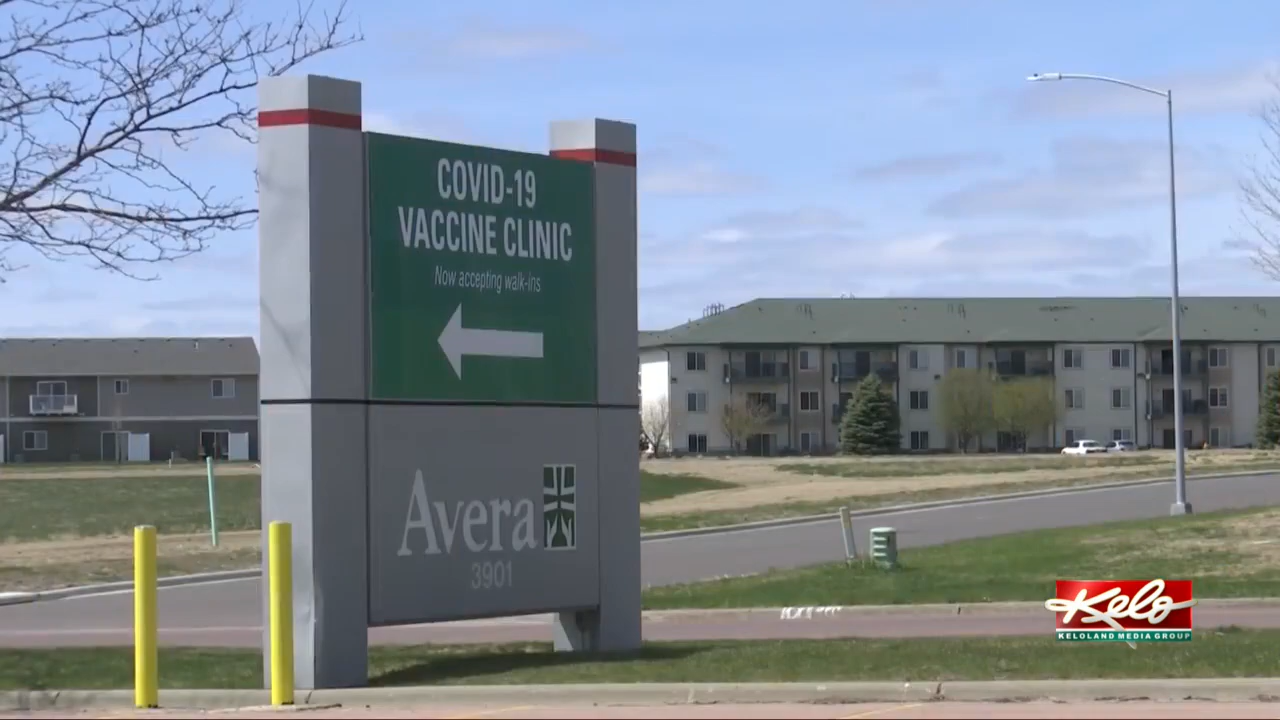 COVID-19
VACCINE CLINIC
Now accepting walk-ins
Avera
3901
Kelo
KELOLAND MEDIA GROUP